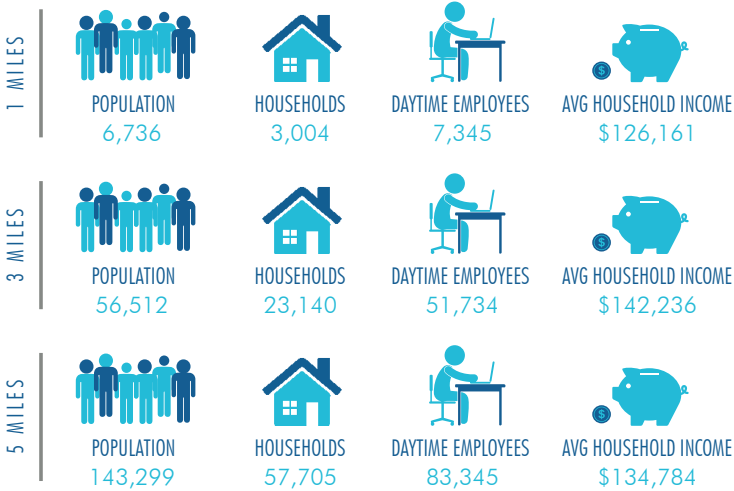 1 MILES
POPULATION
6,736
HOUSEHOLDS
3,004
DAYTIME EMPLOYEES
7,345
$
AVG HOUSEHOLD INCOME
$126,161
3 MILES
POPULATION
56,512
HOUSEHOLDS
23,140
DAYTIME EMPLOYEES
51,734
$
AVG HOUSEHOLD INCOME
$142,236
5 MILES
POPULATION
143,299
HOUSEHOLDS
57,705
DAYTIME EMPLOYEES
83,345
$
AVG HOUSEHOLD INCOME
$134,784